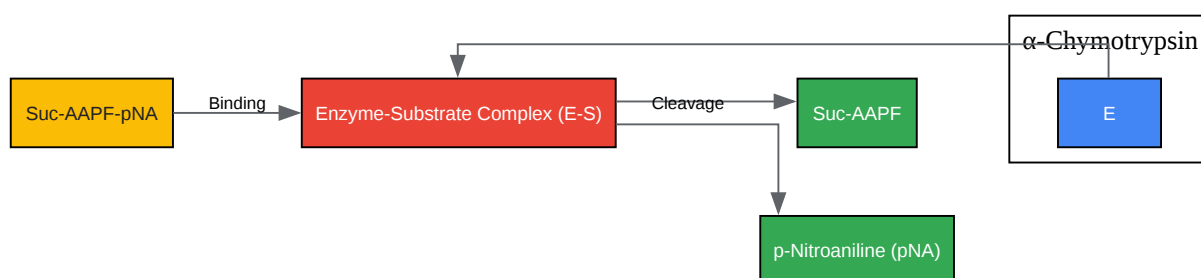 α-Chymotrypsin
Suc-AAPF-pNA
Binding
Enzyme-Substrate Complex (E-S)
Cleavage
Suc-AAPF
E
p-Nitroaniline (pNA)